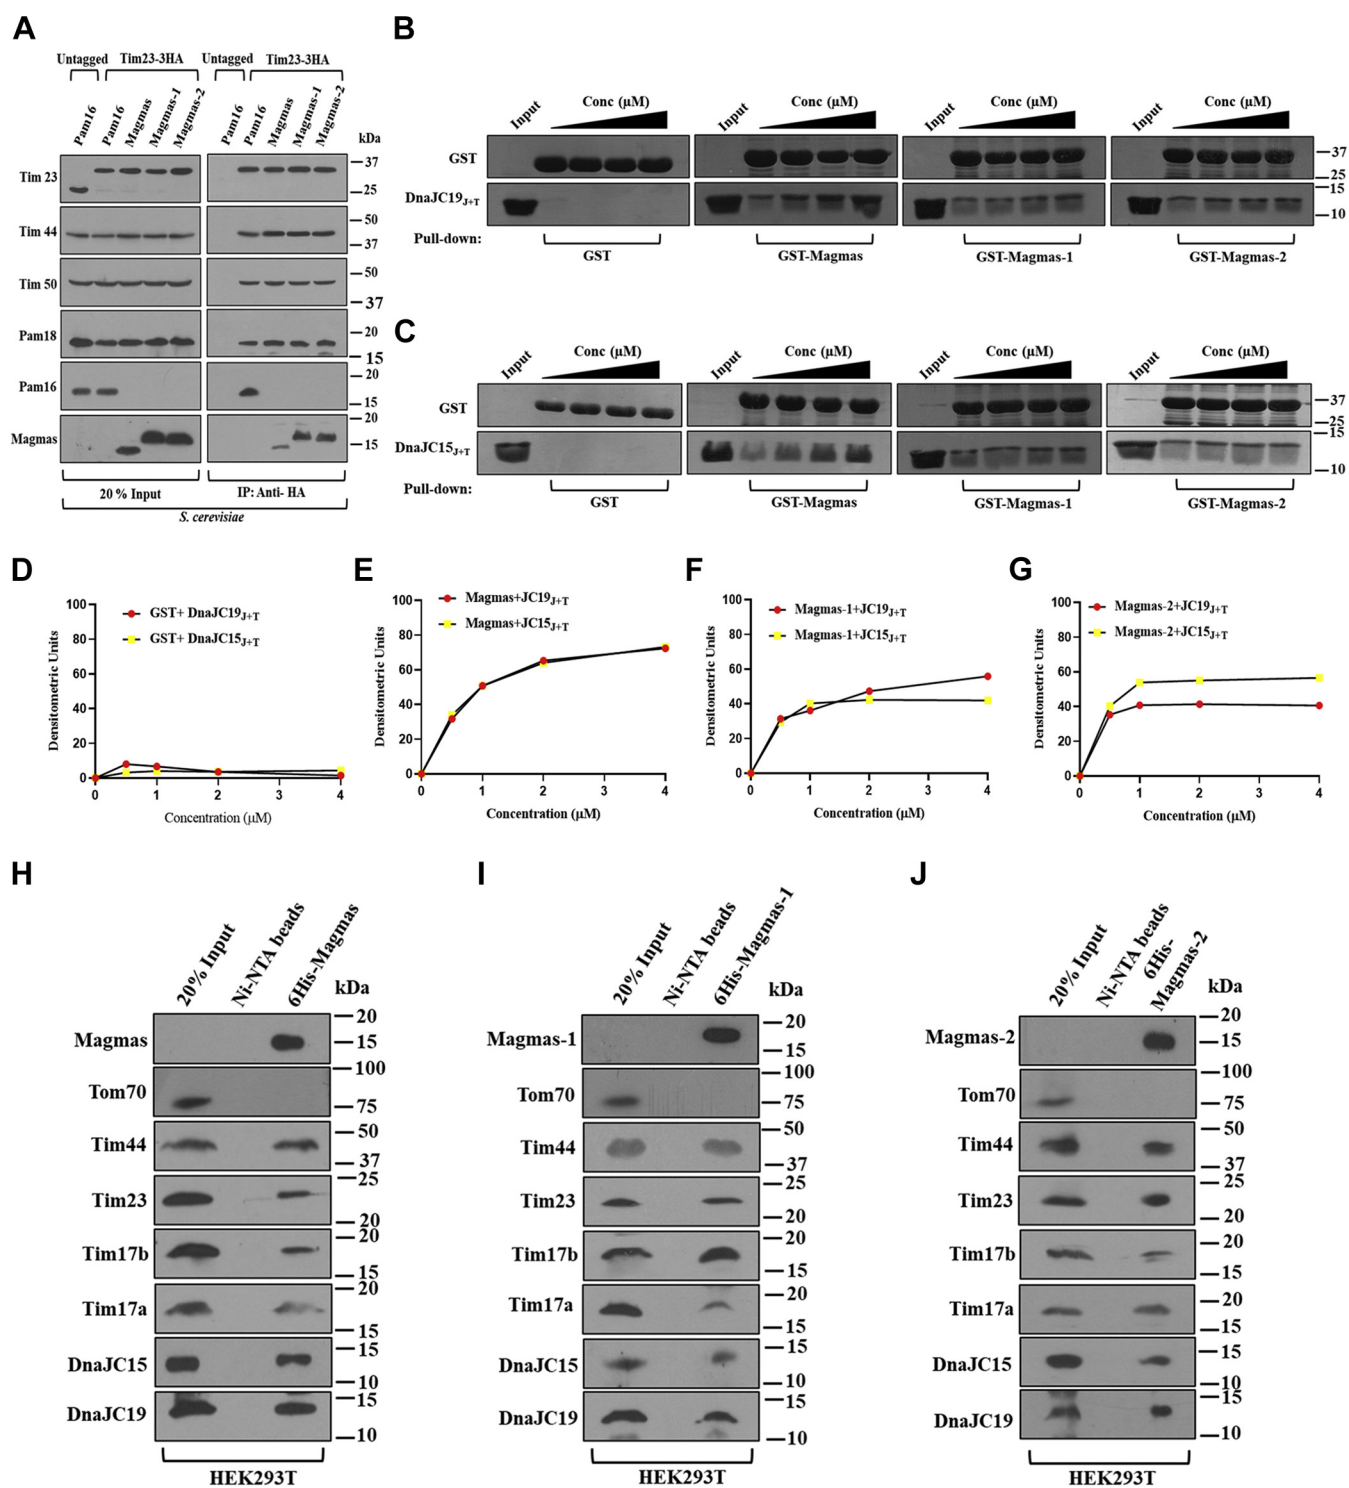 A
Untagged Tim23-3HA Untagged Tim23-3HA
Pam16 Pam16 Magmas Magmas-1 Magmas-2 Pam16 Pam16 Magmas Magmas-1 Magmas-2
kDa
Tim 23
37
25
Tim 44
50
37
Tim 50
50
37
Pam18
20
15
Pam16
20
15
Magmas
20
15
20 % Input IP: Anti- HA
S. cerevisiae
B
Input Conc (µM) Input Conc (µM) Input Conc (µM) Input Conc (µM)
GST
37
25
DnaJC19J+T
15
10
Pull-down:
GST GST-Magmas GST-Magmas-1 GST-Magmas-2
C
Input Conc (µM) Input Conc (µM) Input Conc (µM) Input Conc (µM)
GST
37
25
DnaJC15J+T
15
10
Pull-down:
GST GST-Magmas GST-Magmas-1 GST-Magmas-2
D
GST+ DnaJC19J+T
GST+ DnaJC15J+T
Densitometric Units
100
80
60
40
20
0
0 1 2 3 4
Concentration (µM)
E
Magmas+JC19J+T
Magmas+JC15J+T
Densitometric Units
100
80
60
40
20
0
0 1 2 3 4
Concentration (µM)
F
Magmas-1+JC19J+T
Magmas-1+JC15J+T
Densitometric Units
100
80
60
40
20
0
0 1 2 3 4
Concentration (µM)
G
Magmas-2+JC19J+T
Magmas-2+JC15J+T
Densitometric Units
100
80
60
40
20
0
0 1 2 3 4
Concentration (µM)
H
20% Input Ni-NTA beads 6His-Magmas
kDa
Magmas
20
15
Tom70
100
75
Tim44
50
37
Tim23
25
20
Tim17b
20
15
Tim17a
20
15
DnaJC15
15
10
DnaJC19
15
10
HEK293T
I
20% Input Ni-NTA beads 6His-Magmas-1
kDa
Magmas-1
20
15
Tom70
100
75
Tim44
50
37
Tim23
25
20
Tim17b
20
15
Tim17a
20
15
DnaJC15
15
10
DnaJC19
15
10
HEK293T
J
20% Input Ni-NTA beads 6His-
Magmas-2
kDa
Magmas-2
20
15
Tom70
100
75
Tim44
50
37
Tim23
25
20
Tim17b
20
15
Tim17a
20
15
DnaJC15
15
10
DnaJC19
15
10
HEK293T